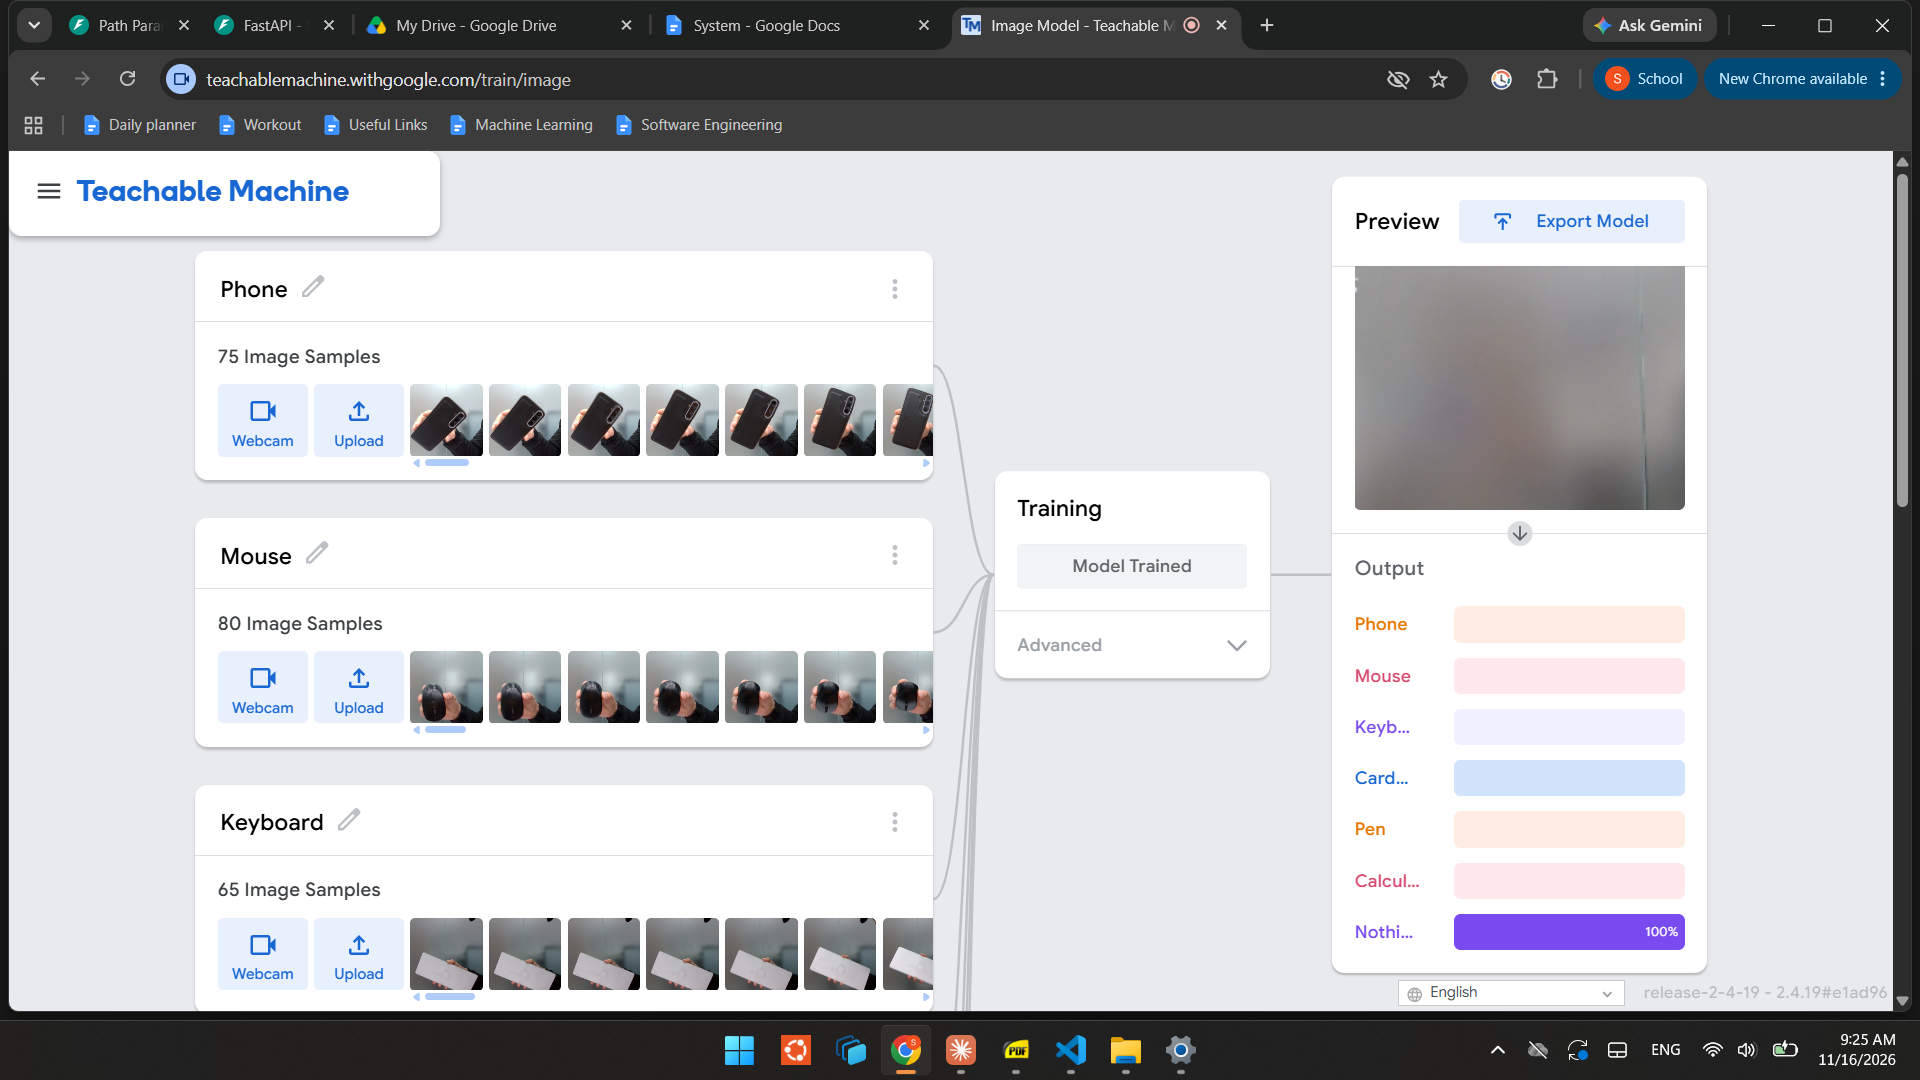 Path Para
FastAPI -
My Drive - Google Drive
System - Google Docs
Image Model - Teachable M
Ask Gemini
teachablemachine.withgoogle.com/train/image
S School
New Chrome available
Daily planner
Workout
Useful Links
Machine Learning
Software Engineering
Teachable Machine
Phone
75 Image Samples
Webcam
Upload
Mouse
80 Image Samples
Webcam
Upload
Keyboard
65 Image Samples
Webcam
Upload
Training
Model Trained
Advanced
Preview
Export Model
Output
Phone
Mouse
Keyb...
Card...
Pen
Calcul...
Nothi...
100%
English
release-2-4-19 - 2.4.19#e1ad96
PDF
ENG
9:25 AM
11/16/2026